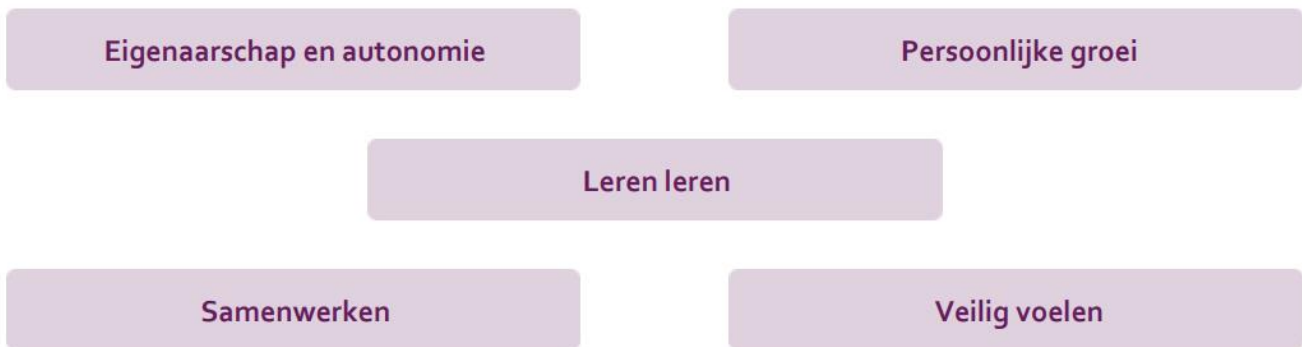 Eigenaarschap en autonomie
Persoonlijke groei
Leren leren
Samenwerken
Veilig voelen